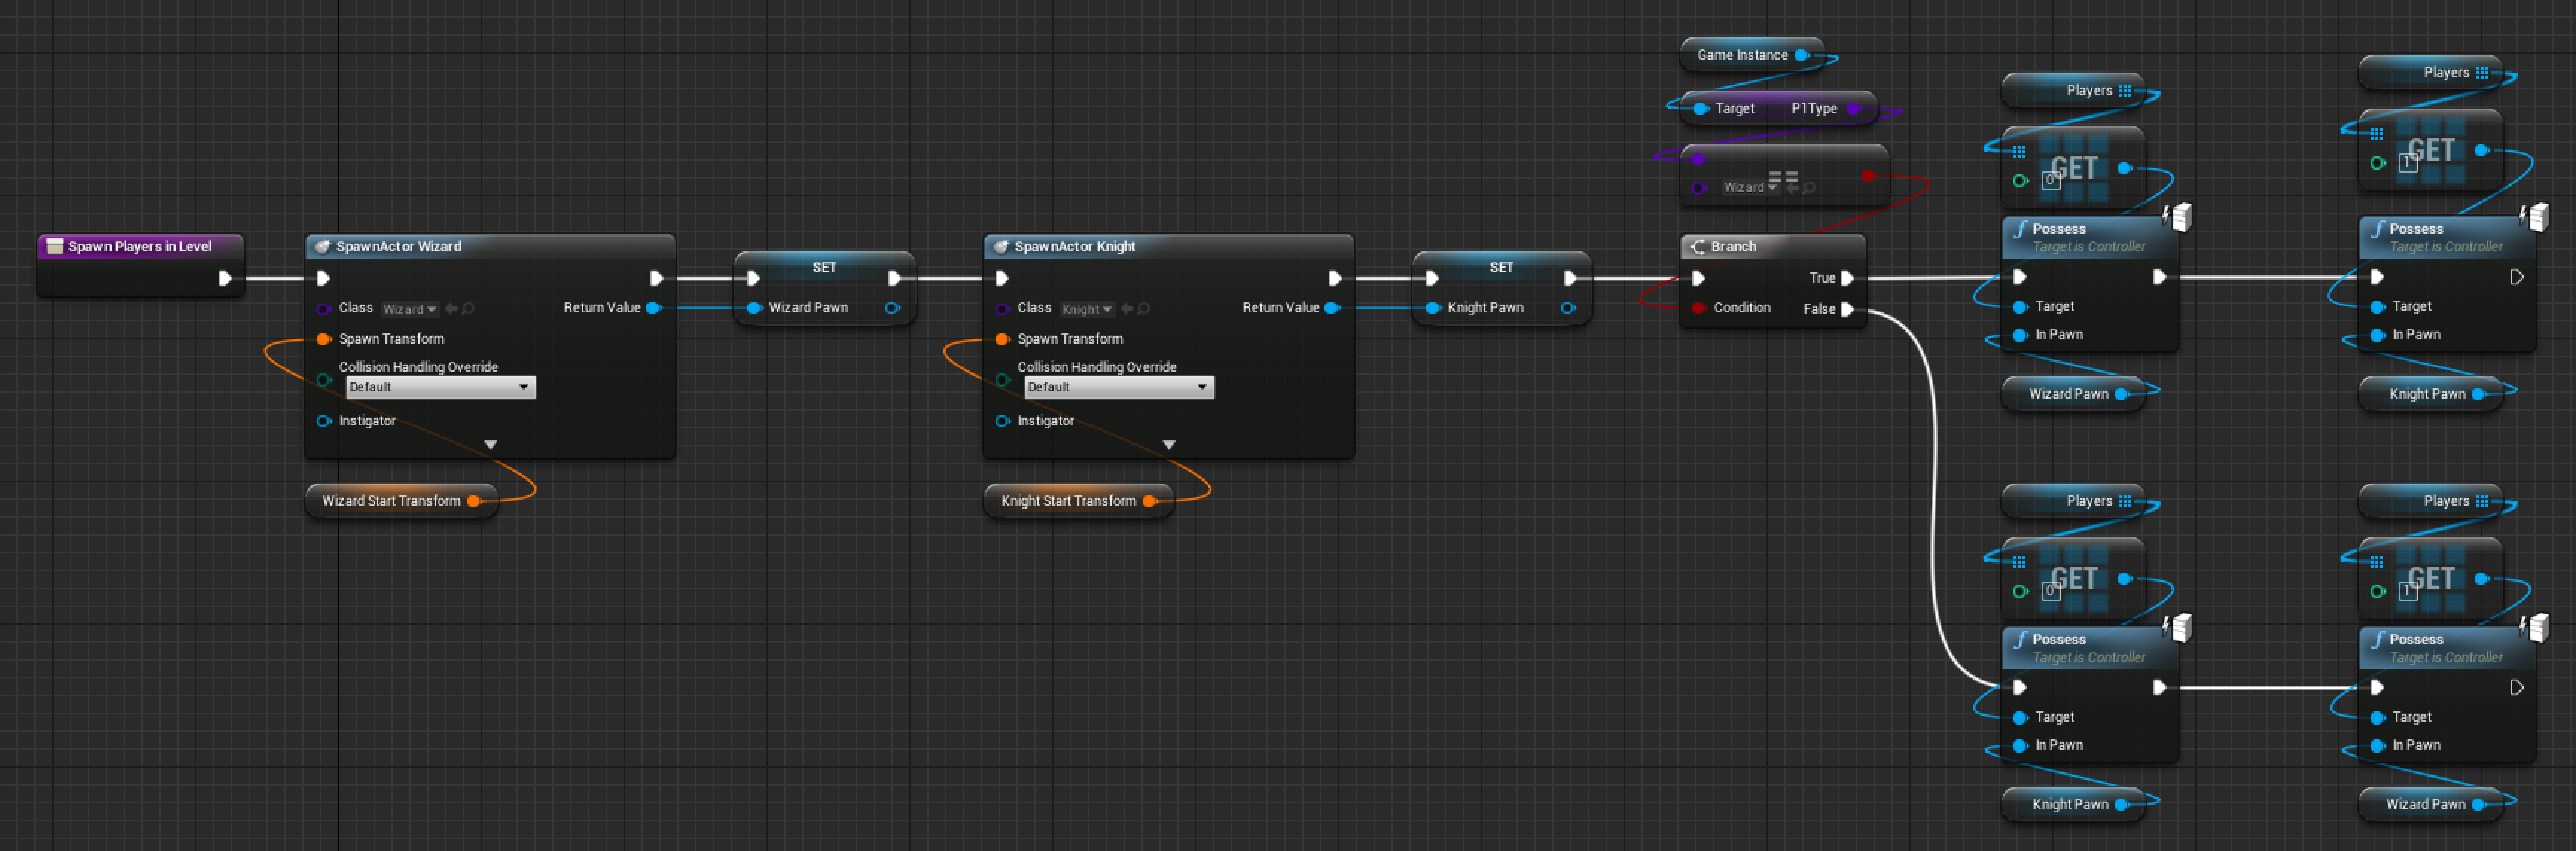 Spawn Players in Level
SpawnActor Wizard
Class Wizard
Return Value
Spawn Transform
Collision Handling Override
Default
Instigator
Wizard Start Transform
SET
Wizard Pawn
SpawnActor Knight
Class Knight
Return Value
Spawn Transform
Collision Handling Override
Default
Instigator
Knight Start Transform
SET
Knight Pawn
Game Instance
Target P1Type
==
Wizard
Branch
True
Condition
False
Players
GET
0
Possess
Target is Controller
Target
In Pawn
Wizard Pawn
Players
GET
1
Possess
Target is Controller
Target
In Pawn
Knight Pawn
Players
GET
0
Possess
Target is Controller
Target
In Pawn
Knight Pawn
Players
GET
1
Possess
Target is Controller
Target
In Pawn
Wizard Pawn